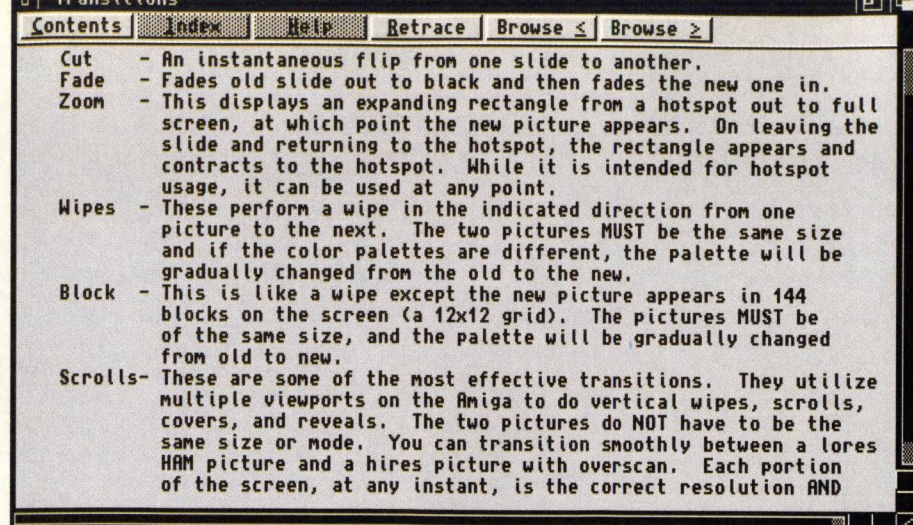 Transitions
Contents Index Help Retrace Browse < Browse >
Cut - An instantaneous flip from one slide to another.
Fade - Fades old slide out to black and then fades the new one in.
Zoom - This displays an expanding rectangle from a hotspot out to full
screen, at which point the new picture appears. On leaving the
slide and returning to the hotspot, the rectangle appears and
contracts to the hotspot. While it is intended for hotspot
usage, it can be used at any point.
Wipes - These perform a wipe in the indicated direction from one
picture to the next. The two pictures MUST be the same size
and if the color palettes are different, the palette will be
gradually changed from the old to the new.
Block - This is like a wipe except the new picture appears in 144
blocks on the screen (a 12x12 grid). The pictures MUST be
of the same size, and the palette will be gradually changed
from old to new.
Scrolls- These are some of the most effective transitions. They utilize
multiple viewports on the Amiga to do vertical wipes, scrolls,
covers, and reveals. The two pictures do NOT have to be the
same size or mode. You can transition smoothly between a lores
HAM picture and a hires picture with overscan. Each portion
of the screen, at any instant, is the correct resolution AND